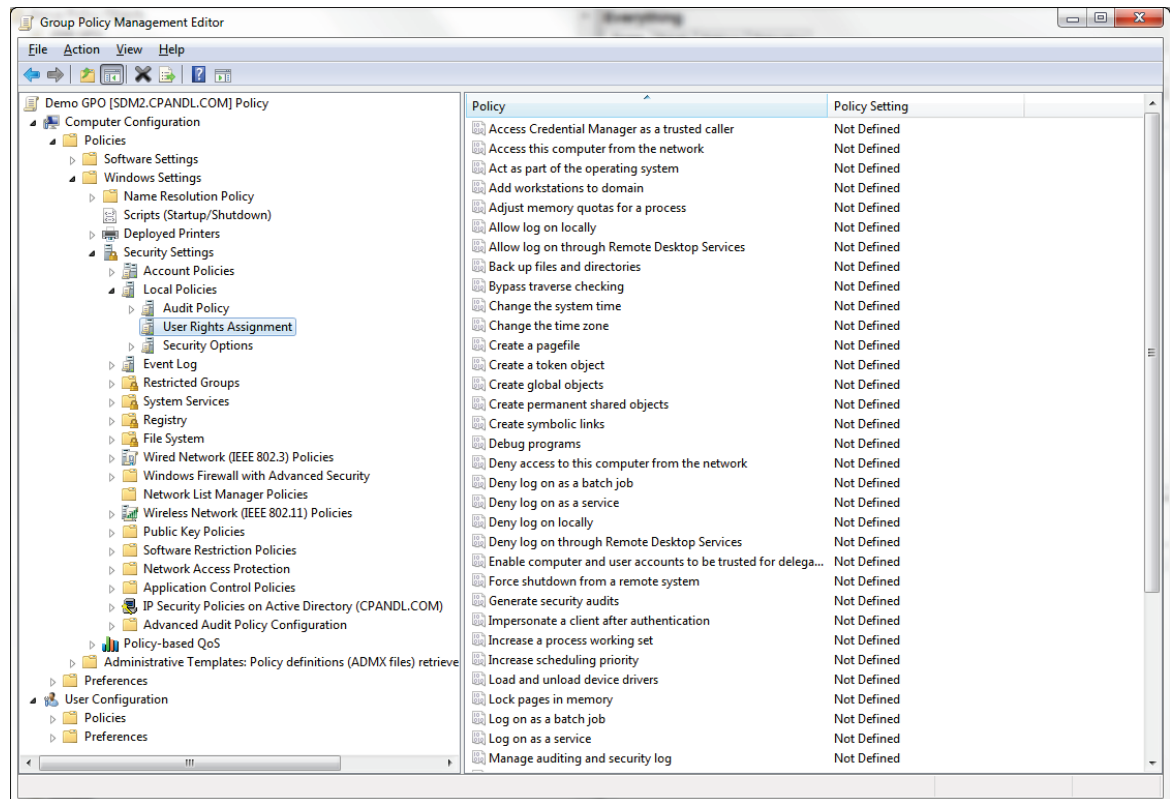 Group Policy Management Editor
Everything
File Action View Help
Demo GPO [SDM2.CPANDL.COM] Policy
Computer Configuration
Policies
Software Settings
Windows Settings
Name Resolution Policy
Scripts (Startup/Shutdown)
Deployed Printers
Security Settings
Account Policies
Local Policies
Audit Policy
User Rights Assignment
Security Options
Event Log
Restricted Groups
System Services
Registry
File System
Wired Network (IEEE 802.3) Policies
Windows Firewall with Advanced Security
Network List Manager Policies
Wireless Network (IEEE 802.11) Policies
Public Key Policies
Software Restriction Policies
Network Access Protection
Application Control Policies
IP Security Policies on Active Directory (CPANDL.COM)
Advanced Audit Policy Configuration
Policy-based QoS
Administrative Templates: Policy definitions (ADMX files) retrieve
Preferences
User Configuration
Policies
Preferences
Policy Policy Setting
Access Credential Manager as a trusted caller Not Defined
Access this computer from the network Not Defined
Act as part of the operating system Not Defined
Add workstations to domain Not Defined
Adjust memory quotas for a process Not Defined
Allow log on locally Not Defined
Allow log on through Remote Desktop Services Not Defined
Back up files and directories Not Defined
Bypass traverse checking Not Defined
Change the system time Not Defined
Change the time zone Not Defined
Create a pagefile Not Defined
Create a token object Not Defined
Create global objects Not Defined
Create permanent shared objects Not Defined
Create symbolic links Not Defined
Debug programs Not Defined
Deny access to this computer from the network Not Defined
Deny log on as a batch job Not Defined
Deny log on as a service Not Defined
Deny log on locally Not Defined
Deny log on through Remote Desktop Services Not Defined
Enable computer and user accounts to be trusted for delega... Not Defined
Force shutdown from a remote system Not Defined
Generate security audits Not Defined
Impersonate a client after authentication Not Defined
Increase a process working set Not Defined
Increase scheduling priority Not Defined
Load and unload device drivers Not Defined
Lock pages in memory Not Defined
Log on as a batch job Not Defined
Log on as a service Not Defined
Manage auditing and security log Not Defined